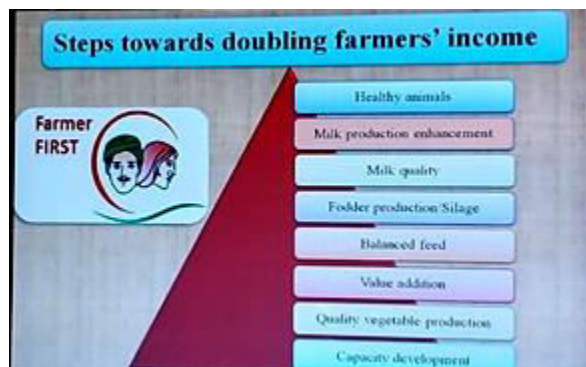 Steps towards doubling farmers' income
Farmer
FIRST
Healthy animals
Milk production enhancement
Milk quality
Fodder production/Silage
Balanced feed
Value addition
Quality vegetable production
Capacity development